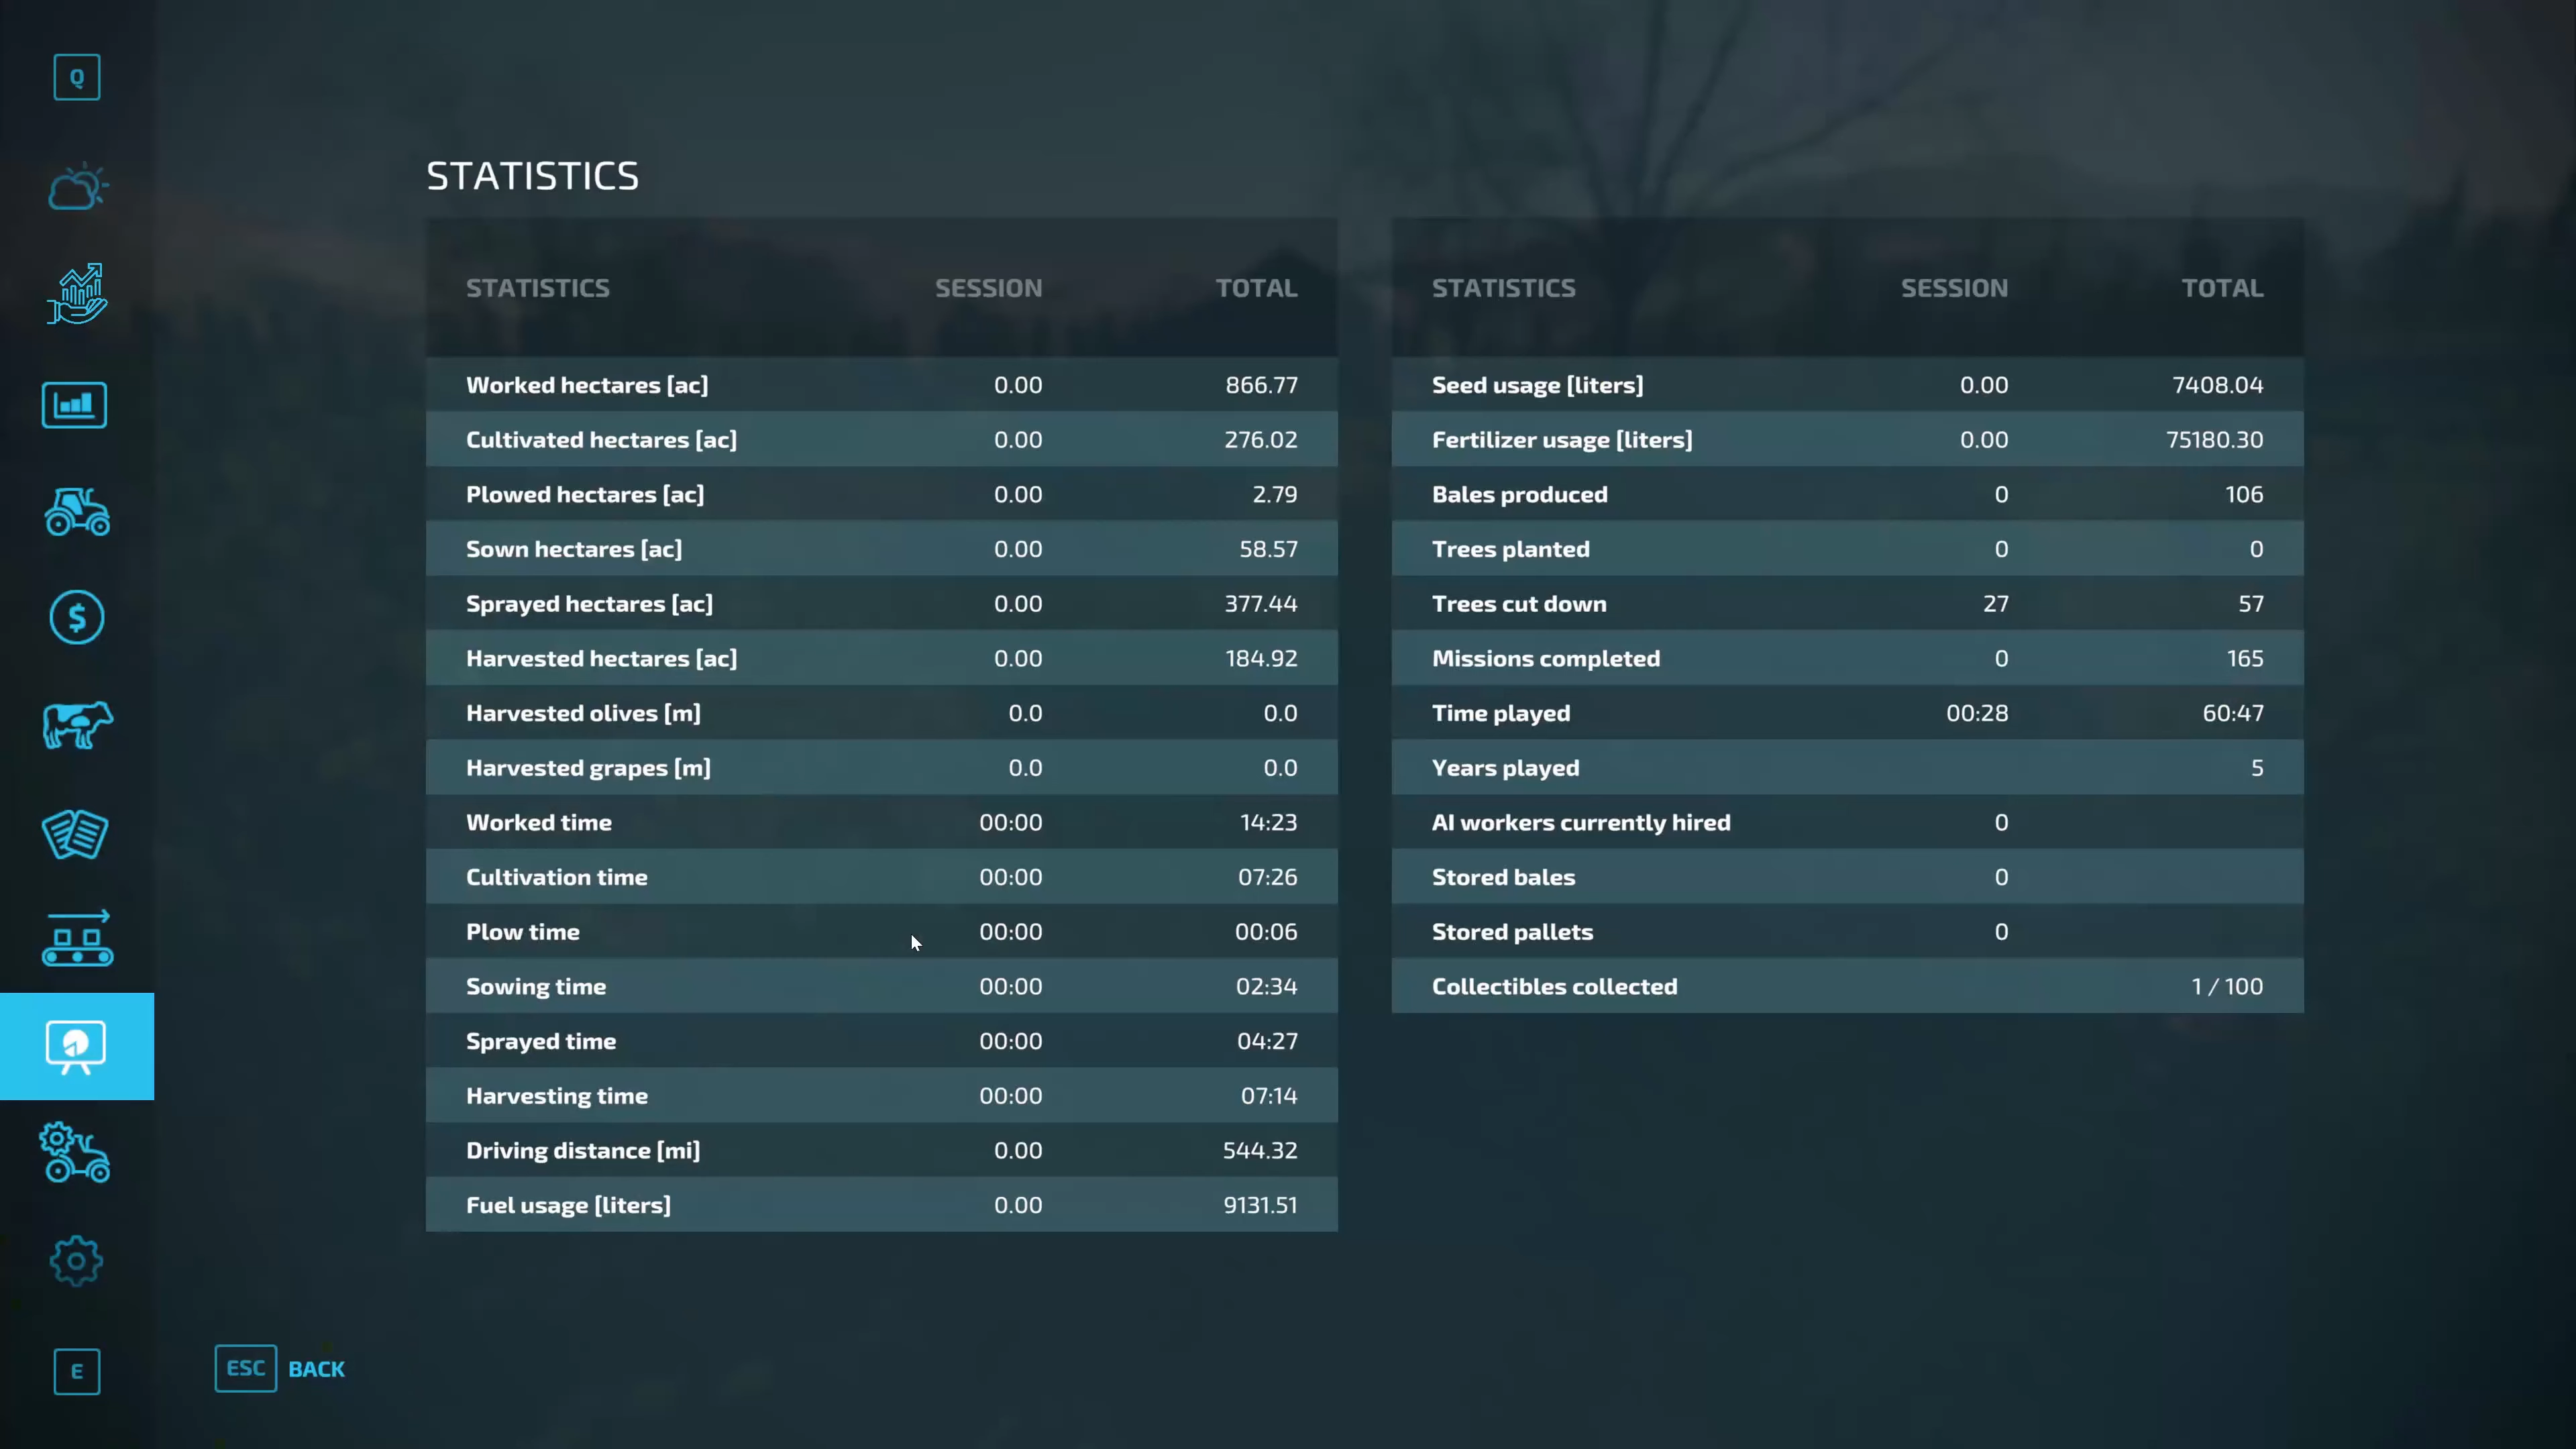 Q
STATISTICS
STATISTICS SESSION TOTAL
Worked hectares [ac] 0.00 866.77
Cultivated hectares [ac] 0.00 276.02
Plowed hectares [ac] 0.00 2.79
Sown hectares [ac] 0.00 58.57
Sprayed hectares [ac] 0.00 377.44
Harvested hectares [ac] 0.00 184.92
Harvested olives [m] 0.0 0.0
Harvested grapes [m] 0.0 0.0
Worked time 00:00 14:23
Cultivation time 00:00 07:26
Plow time 00:00 00:06
Sowing time 00:00 02:34
Sprayed time 00:00 04:27
Harvesting time 00:00 07:14
Driving distance [mi] 0.00 544.32
Fuel usage [liters] 0.00 9131.51
STATISTICS SESSION TOTAL
Seed usage [liters] 0.00 7408.04
Fertilizer usage [liters] 0.00 75180.30
Bales produced 0 106
Trees planted 0 0
Trees cut down 27 57
Missions completed 0 165
Time played 00:28 60:47
Years played 5
AI workers currently hired 0
Stored bales 0
Stored pallets 0
Collectibles collected 1 / 100
$
E
ESC BACK